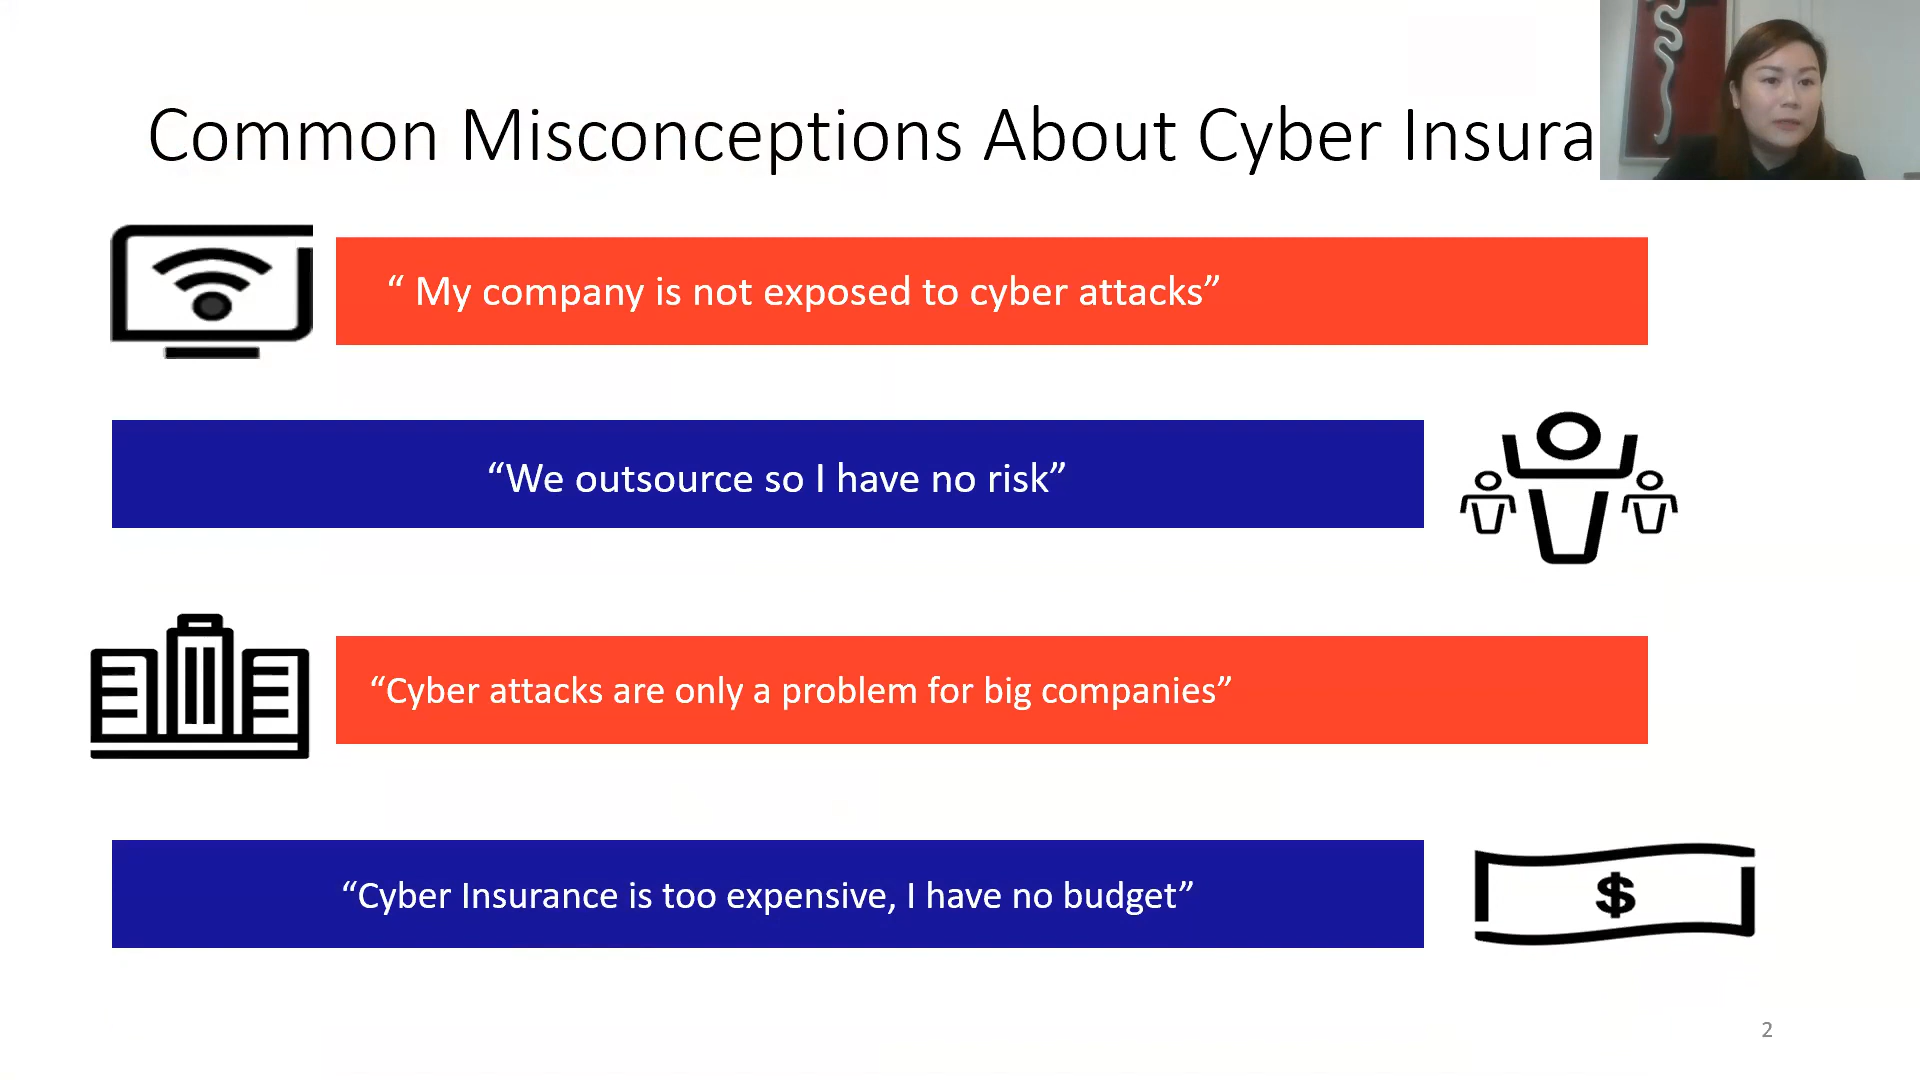 Common Misconceptions About Cyber Insura
“ My company is not exposed to cyber attacks”
“We outsource so I have no risk”
“Cyber attacks are only a problem for big companies”
“Cyber Insurance is too expensive, I have no budget”
$
2